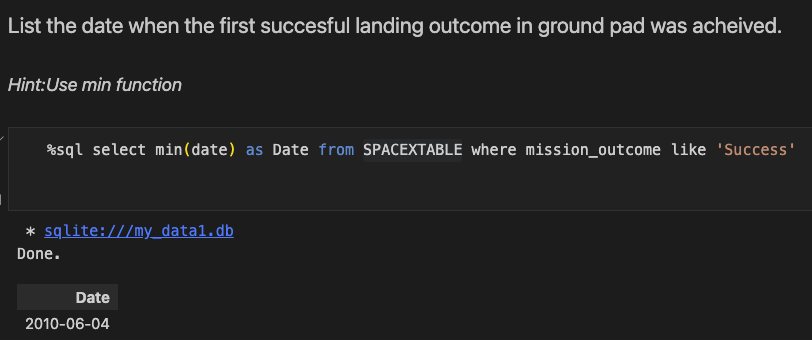 List the date when the first succesful landing outcome in ground pad was acheived.
Hint:Use min function
%sql select min(date) as Date from SPACEXTABLE where mission_outcome like 'Success'
* sqlite:///my_data1.db
Done.
Date
2010-06-04